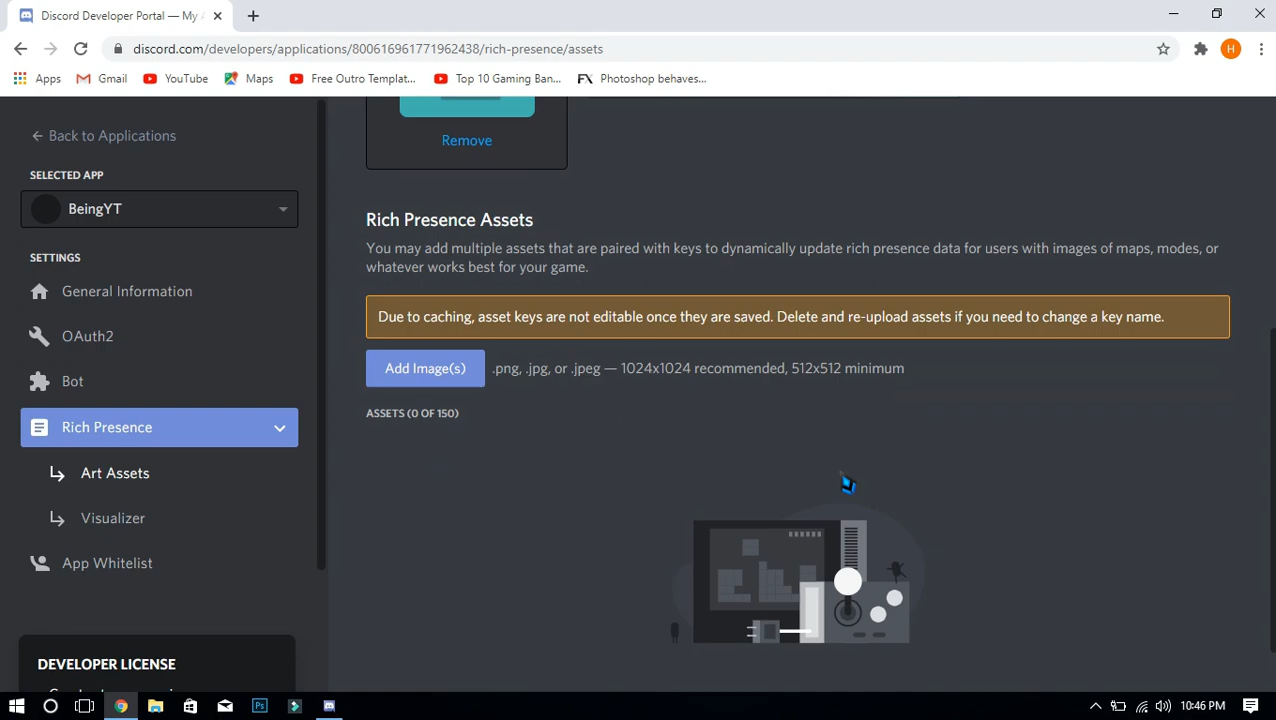 Discord Developer Portal — My A
discord.com/developers/applications/800616961771962438/rich-presence/assets
H
Apps
Gmail
YouTube
Maps
Free Outro Templat...
Top 10 Gaming Ban...
FX Photoshop behaves...
Back to Applications
SELECTED APP
BeingYT
SETTINGS
General Information
OAuth2
Bot
Rich Presence
Art Assets
Visualizer
App Whitelist
DEVELOPER LICENSE
Remove
Rich Presence Assets
You may add multiple assets that are paired with keys to dynamically update rich presence data for users with images of maps, modes, or
whatever works best for your game.
Due to caching, asset keys are not editable once they are saved. Delete and re-upload assets if you need to change a key name.
Add Image(s)
.png, .jpg, or .jpeg — 1024x1024 recommended, 512x512 minimum
ASSETS (0 OF 150)
Ps
10:46 PM